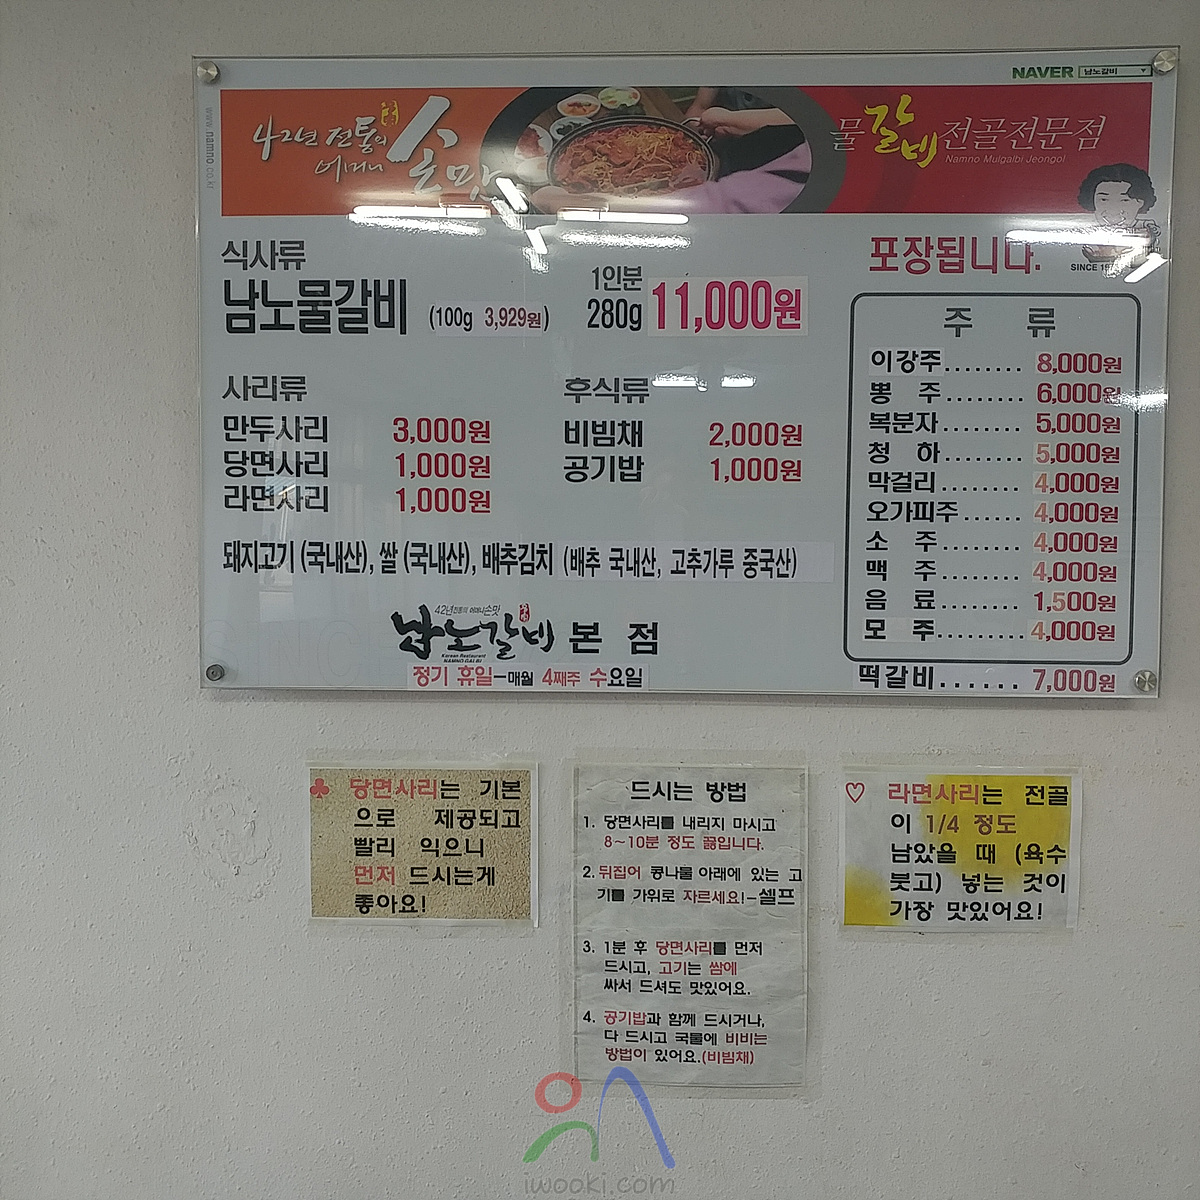 NAVER 남노갈비
www.namno.co.kr
42년 전통의
어머니 손맛
물갈비전골전문점
Namno Mulgalbi Jeongol
SINCE
포장됩니다.
식사류
남노물갈비 (100g 3,929원) 1인분 280g 11,000원
사리류
만두사리 3,000원
당면사리 1,000원
라면사리 1,000원
후식류
비빔채 2,000원
공기밥 1,000원
돼지고기 (국내산), 쌀 (국내산), 배추김치 (배추 국내산, 고추가루 중국산)
42년전통의 어머니손맛
남노갈비 본 점
Korean Restaurant
NAMNO GALBI
정기 휴일-매월 4째주 수요일
주 류
이강주........ 8,000원
뽕 주........ 6,000원
복분자........ 5,000원
청 하........ 5,000원
막걸리........ 4,000원
오가피주...... 4,000원
소 주........ 4,000원
맥 주........ 4,000원
음 료........ 1,500원
모 주........ 4,000원
떡갈비...... 7,000원
♣ 당면사리는 기본
으로 제공되고
빨리 익으니
먼저 드시는게
좋아요!
드시는 방법
1. 당면사리를 내리지 마시고
8~10분 정도 끓입니다.
2. 뒤집어 콩나물 아래에 있는 고
기를 가위로 자르세요!-셀프
3. 1분 후 당면사리를 먼저
드시고, 고기는 쌈에
싸서 드셔도 맛있어요.
4. 공기밥과 함께 드시거나,
다 드시고 국물에 비비는
방법이 있어요.(비빔채)
♡ 라면사리는 전골
이 1/4 정도
남았을 때 (육수
붓고) 넣는 것이
가장 맛있어요!
iwooki.com